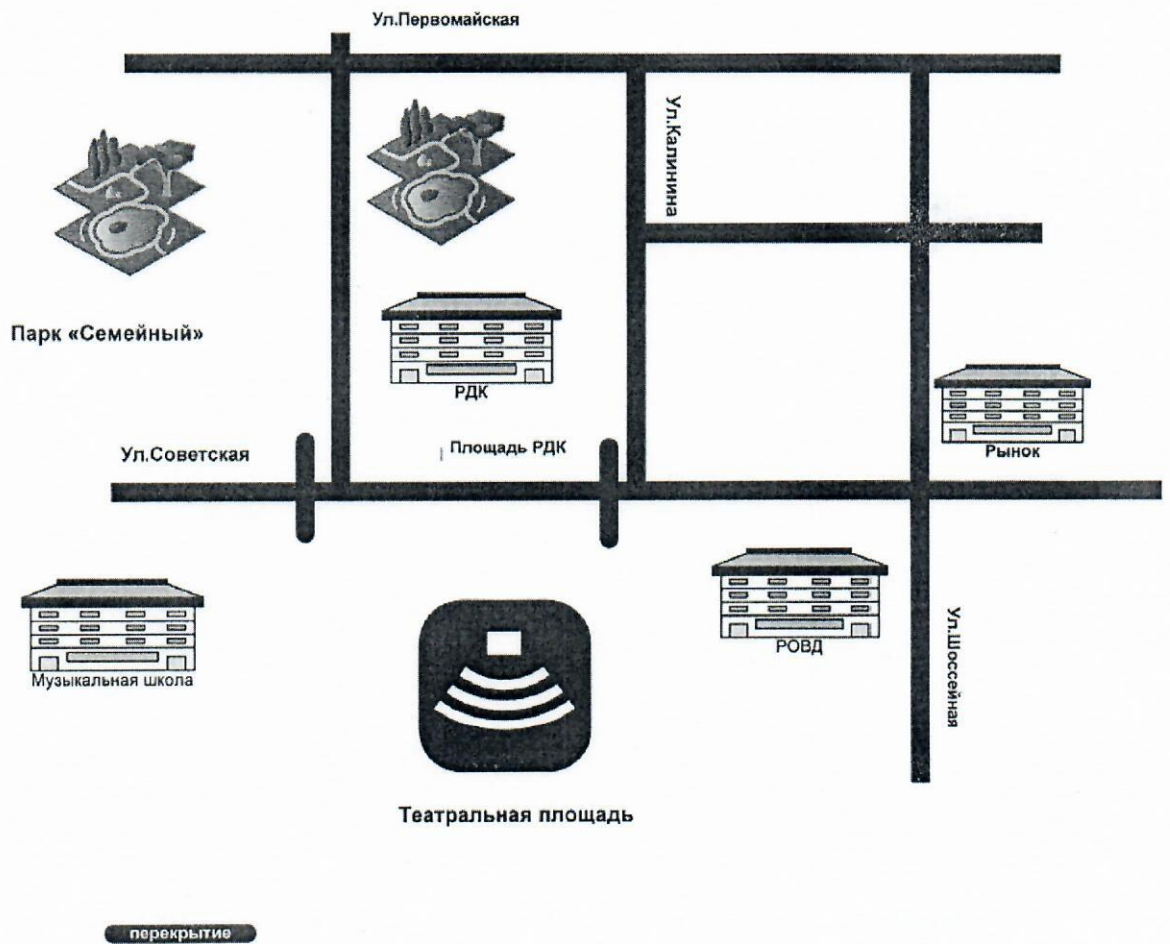 Ул.Первомайская
Ул.Калинина
Парк «Семейный»
РДК
Рынок
Ул.Советская
Площадь РДК
Музыкальная школа
РОВД
Ул.Шоссейная
Театральная площадь
перекрытие